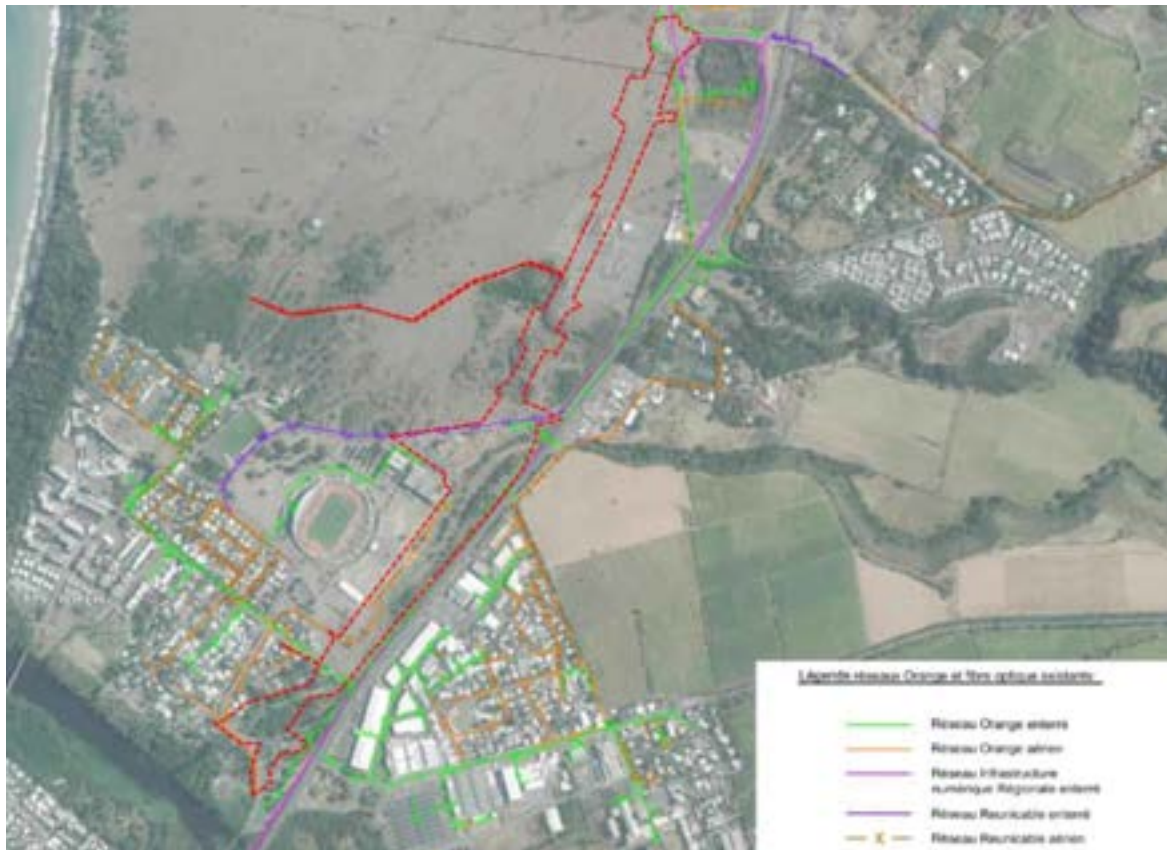 Légende réseaux Orange et fibre optique existants:
Réseau Orange enterré
Réseau Orange aérien
Réseau Infrastructure
numérique Régionale enterré
Réseau Reunicable enterré
X
Réseau Reunicable aérien